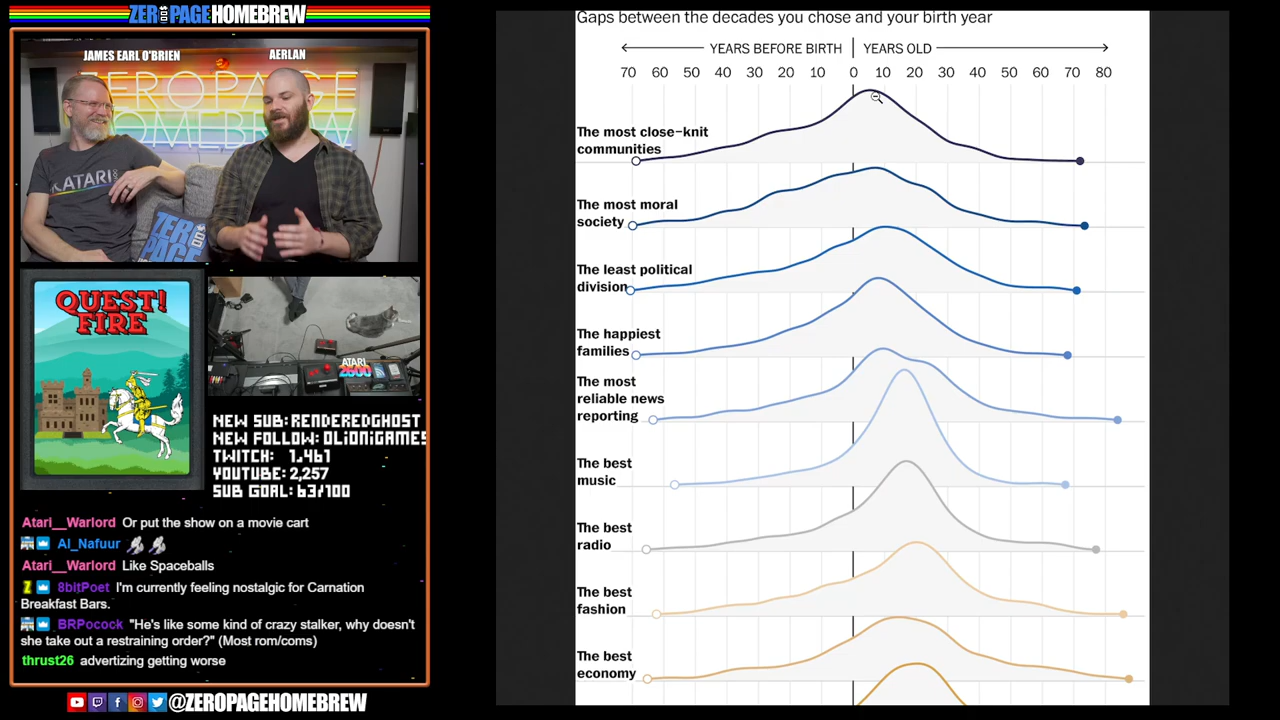 ZEROPAGE HOMEBREW
JAMES EARL O'BRIEN
AERLAN
ZEROPAGE
HOMEBREW
ATARI
ZERO
PAGE
QUEST!
FIRE
ATARI
2600
NEW SUB:RENDEREDGHOST
NEW FOLLOW:OLIONIGAMES
TWITCH: 1,461
YOUTUBE: 2,257
SUB GOAL: 63/100
Atari__Warlord Or put the show on a movie cart
Al_Nafuur
Atari__Warlord Like Spaceballs
8bitPoet I'm currently feeling nostalgic for Carnation
Breakfast Bars.
BRPocock "He's like some kind of crazy stalker, why doesn't
she take out a restraining order?" (Most rom/coms)
thrust26 advertizing getting worse
@ZEROPAGEHOMEBREW
Gaps between the decades you chose and your birth year
YEARS BEFORE BIRTH YEARS OLD
70 60 50 40 30 20 10 0 10 20 30 40 50 60 70 80
The most close-knit
communities
The most moral
society
The least political
division
The happiest
families
The most
reliable news
reporting
The best
music
The best
radio
The best
fashion
The best
economy